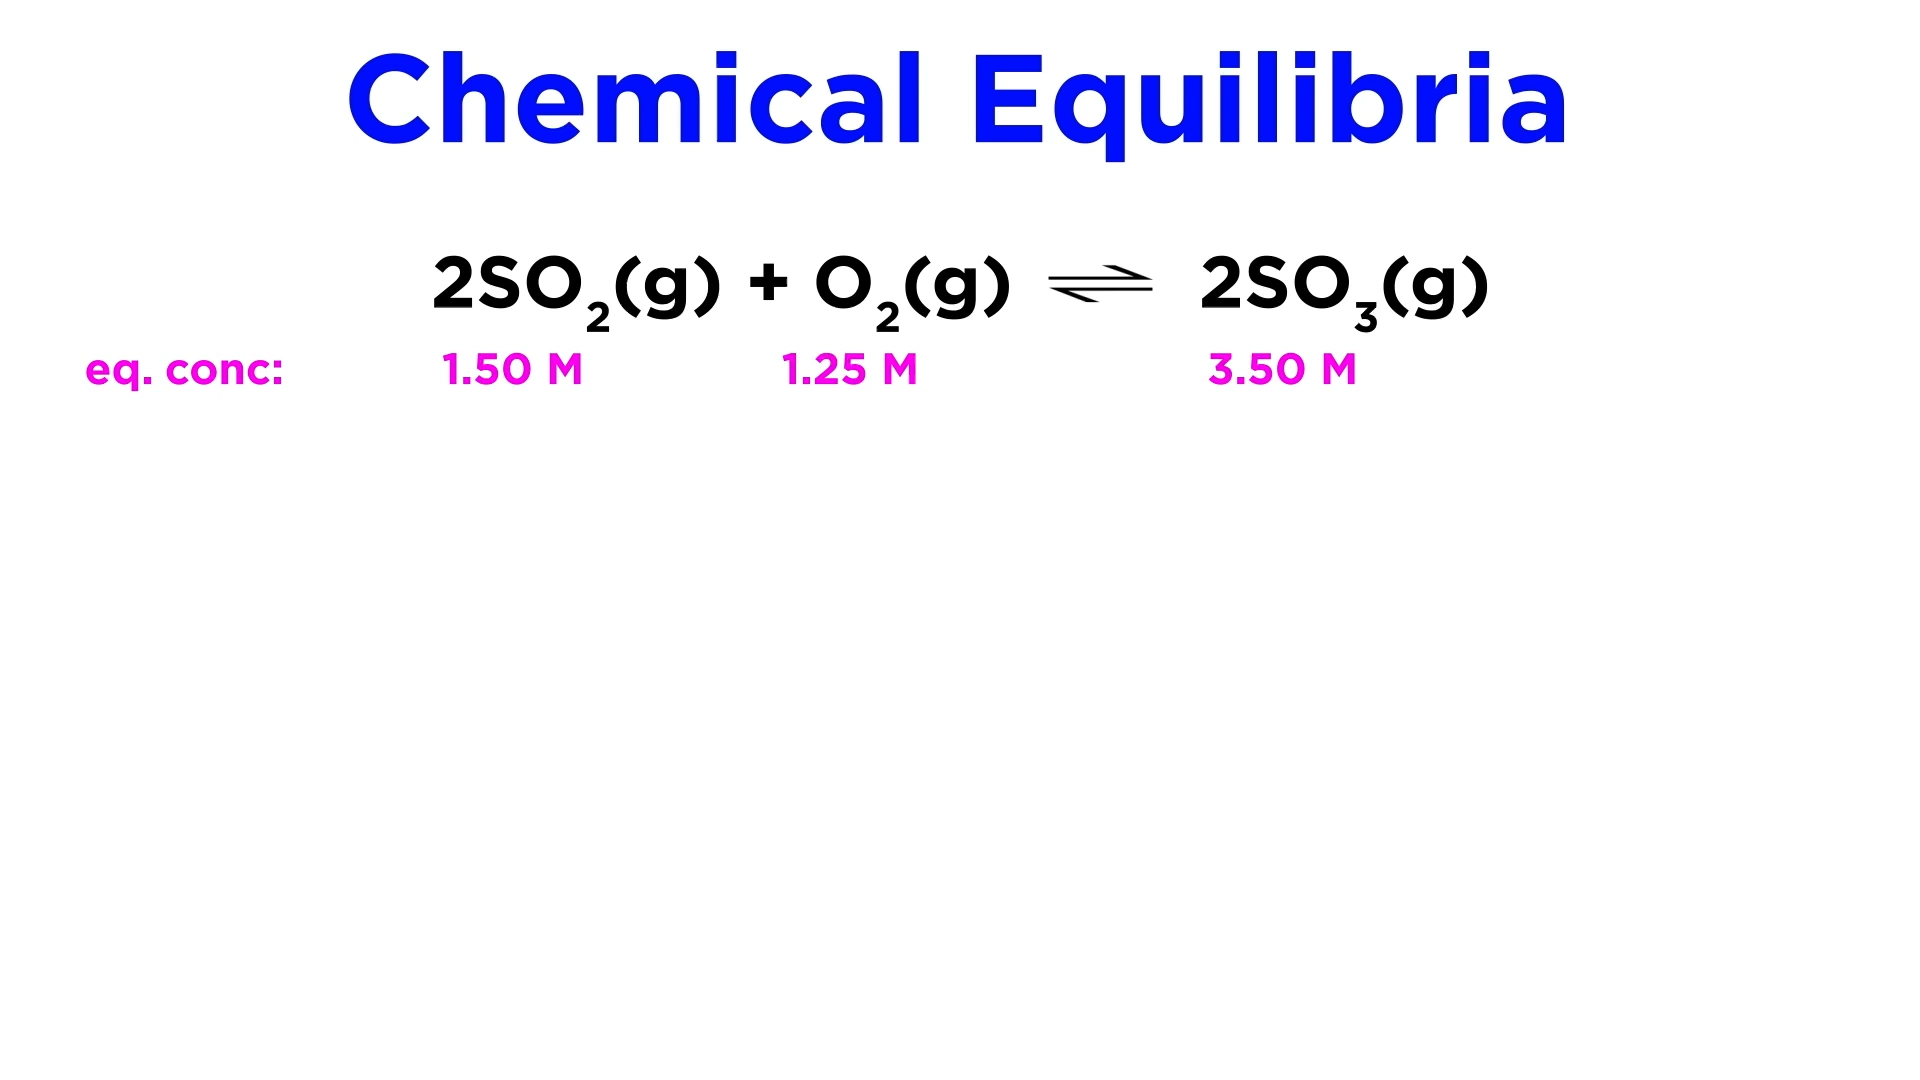 Chemical Equilibria
2SO₂(g) + O₂(g) ⇌ 2SO₃(g)
eq. conc: 1.50 M 1.25 M 3.50 M